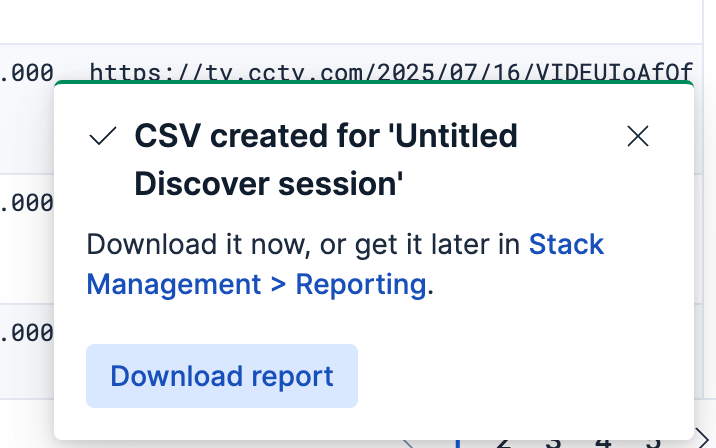 .000 https://tv.cctv.com/2025/07/16/VIDEUIoAfOf
CSV created for 'Untitled
Discover session'
.000
Download it now, or get it later in Stack
Management > Reporting.
.000
Download report
1 2 3 4 5